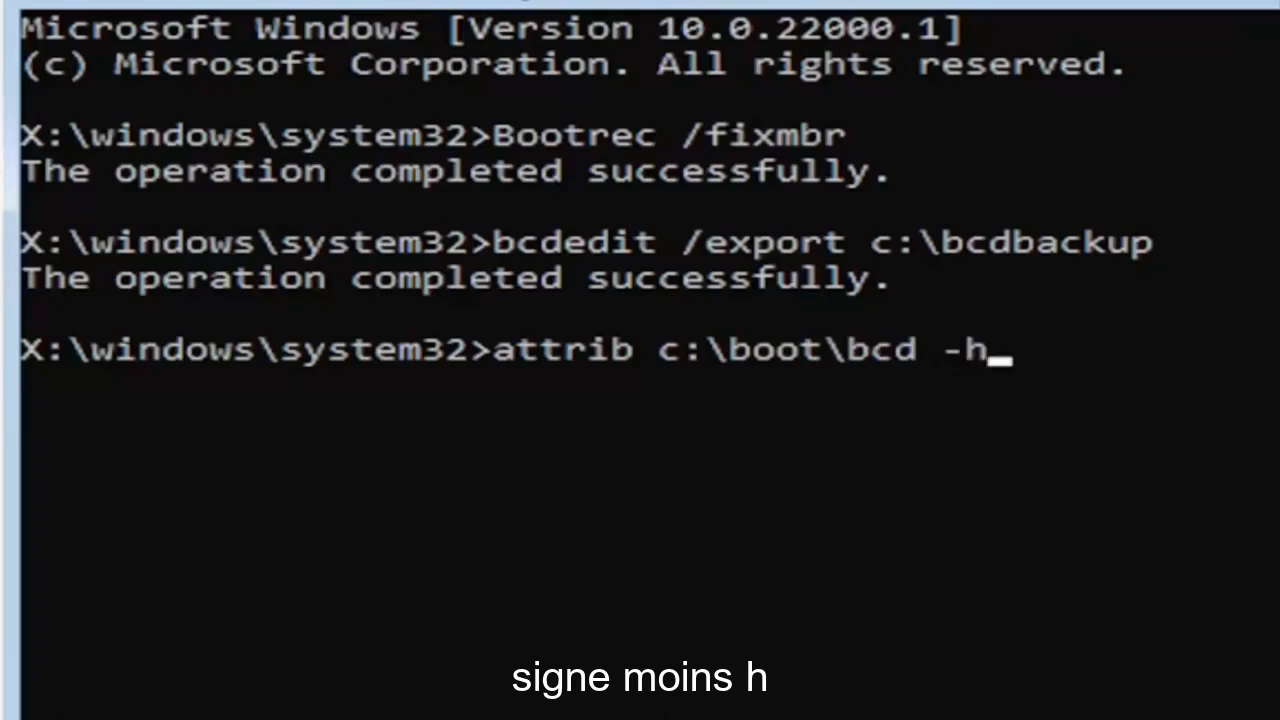 Microsoft Windows [Version 10.0.22000.1]
(c) Microsoft Corporation. All rights reserved.
X:\windows\system32>Bootrec /fixmbr
The operation completed successfully.
X:\windows\system32>bcdedit /export c:\bcdbackup
The operation completed successfully.
X:\windows\system32>attrib c:\boot\bcd -h
signe moins h